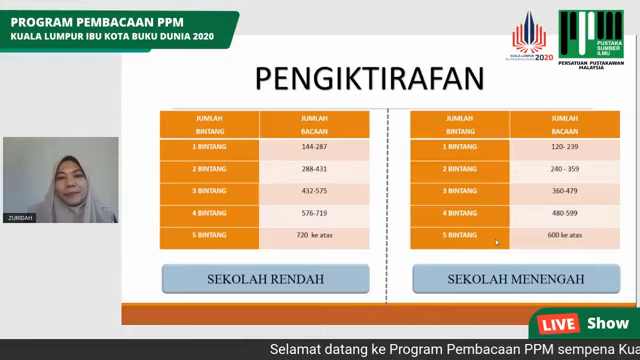 PROGRAM PEMBACAAN PPM
KUALA LUMPUR IBU KOTA BUKU DUNIA 2020
2020
PUSTAKA
SUMBER
ILMU
PERSATUAN PUSTAKAWAN
MALAYSIA
PENGIKTIRAFAN
JUMLAH BINTANG JUMLAH BACAAN
1 BINTANG 144-287
2 BINTANG 288-431
3 BINTANG 432-575
4 BINTANG 576-719
5 BINTANG 720 ke atas
SEKOLAH RENDAH
JUMLAH BINTANG JUMLAH BACAAN
1 BINTANG 120- 239
2 BINTANG 240 - 359
3 BINTANG 360-479
4 BINTANG 480-599
5 BINTANG 600 ke atas
SEKOLAH MENENGAH
ZURIDAH
LIVE Show
Selamat datang ke Program Pembacaan PPM sempena Kua